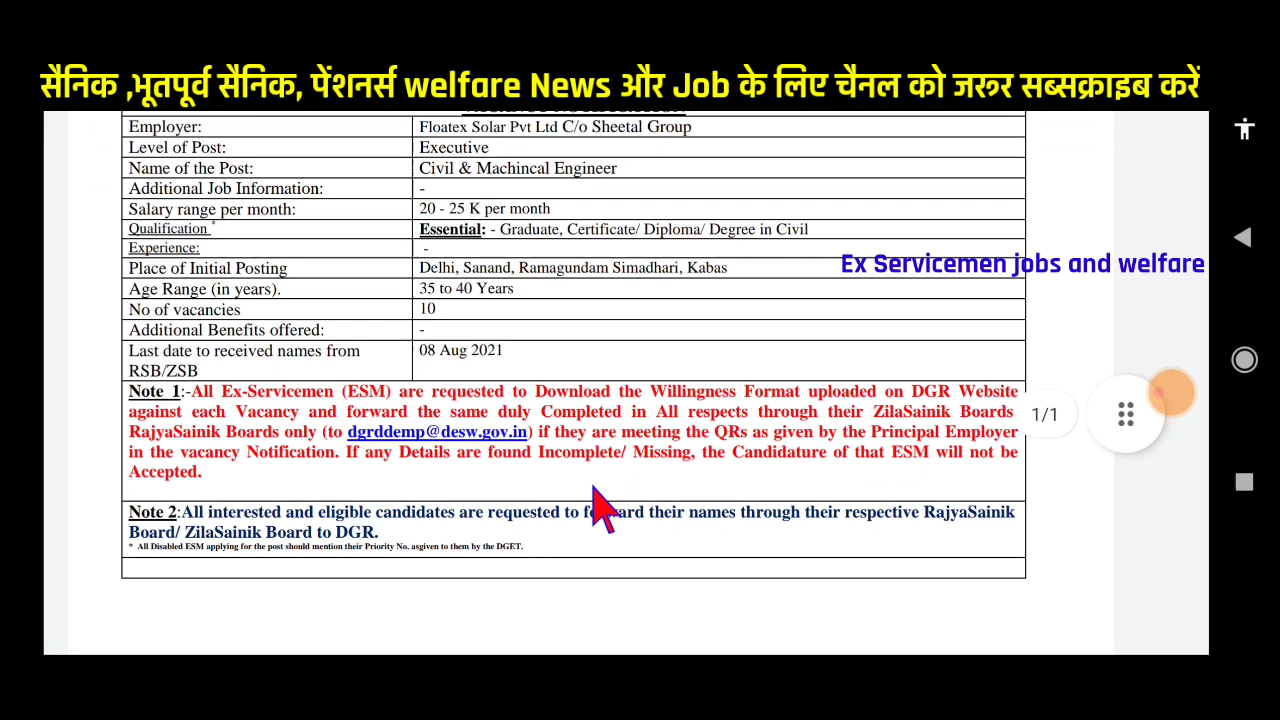 सैनिक ,भूतपूर्व सैनिक, पेंशनर्स welfare News और Job के लिए चैनल को जरूर सब्सक्राइब करें
Employer: Floatex Solar Pvt Ltd C/o Sheetal Group
Level of Post: Executive
Name of the Post: Civil & Machincal Engineer
Additional Job Information: -
Salary range per month: 20 - 25 K per month
Qualification * Essential: - Graduate, Certificate/ Diploma/ Degree in Civil
Experience: -
Ex Servicemen jobs and welfare
Place of Initial Posting Delhi, Sanand, Ramagundam Simadhari, Kabas
Age Range (in years). 35 to 40 Years
No of vacancies 10
Additional Benefits offered: -
Last date to received names from 08 Aug 2021
RSB/ZSB
Note 1:-All Ex-Servicemen (ESM) are requested to Download the Willingness Format uploaded on DGR Website
against each Vacancy and forward the same duly Completed in All respects through their ZilaSainik Boards
RajyaSainik Boards only (to dgrddemp@desw.gov.in) if they are meeting the QRs as given by the Principal Employer
in the vacancy Notification. If any Details are found Incomplete/ Missing, the Candidature of that ESM will not be
Accepted.
1/1
Note 2:All interested and eligible candidates are requested to forward their names through their respective RajyaSainik
Board/ ZilaSainik Board to DGR.
* All Disabled ESM applying for the post should mention their Priority No. asgiven to them by the DGET.